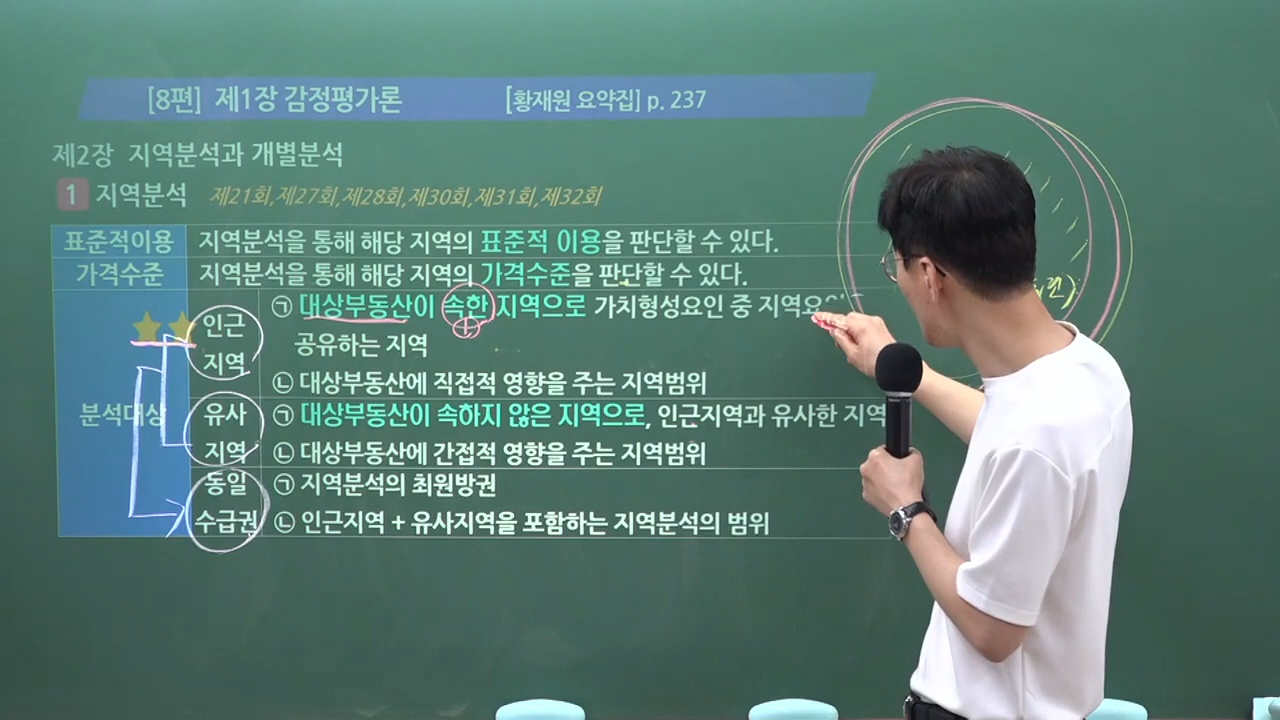 [8편] 제1장 감정평가론 [황재원 요약집] p. 237
제2장 지역분석과 개별분석
1 지역분석 제21회,제27회,제28회,제30회,제31회,제32회
표준적이용 지역분석을 통해 해당 지역의 표준적 이용을 판단할 수 있다.
가격수준 지역분석을 통해 해당 지역의 가격수준을 판단할 수 있다.
분석대상
인근
지역
㉠ 대상부동산이 속한 지역으로 가치형성요인 중 지역요
공유하는 지역
㉡ 대상부동산에 직접적 영향을 주는 지역범위
유사
지역
㉠ 대상부동산이 속하지 않은 지역으로, 인근지역과 유사한 지역
㉡ 대상부동산에 간접적 영향을 주는 지역범위
동일
수급권
㉠ 지역분석의 최원방권
㉡ 인근지역 + 유사지역을 포함하는 지역분석의 범위